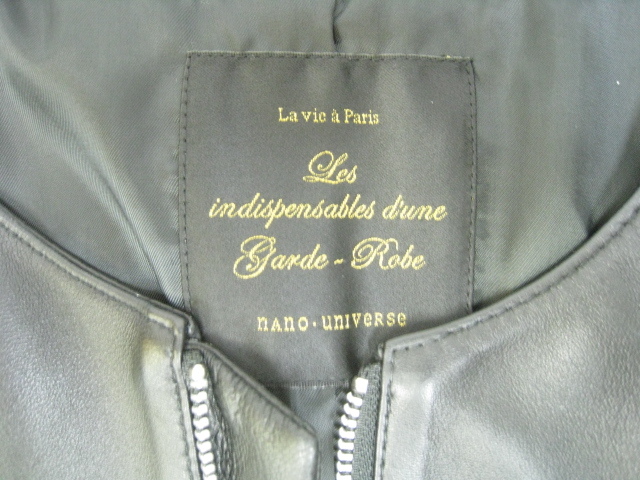 La vie à Paris
Les
indispensables d'une
Garde - Robe
nano·universe